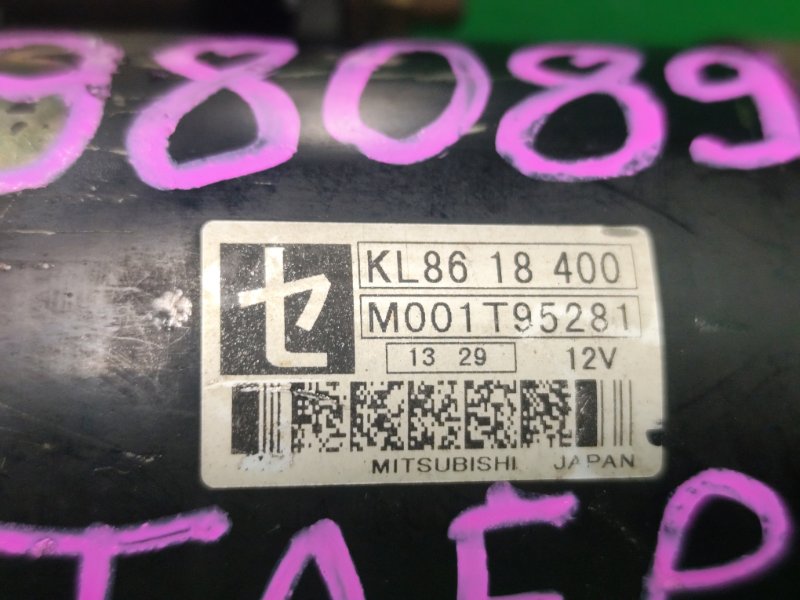 98089
セ
KL86 18 400
M001T95281
13 29
12V
MITSUBISHI JAPAN